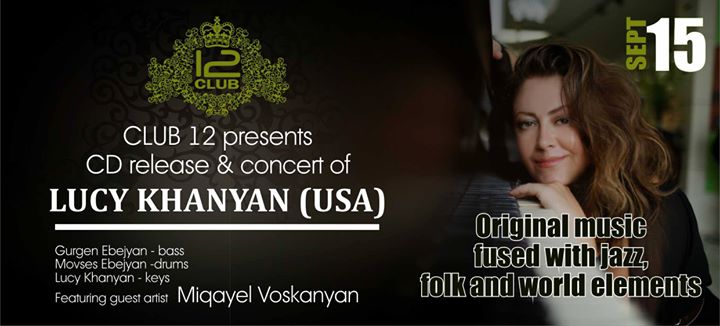 12
CLUB
CLUB 12 presents
CD release & concert of
LUCY KHANYAN (USA)
Gurgen Ebejyan - bass
Movses Ebejyan -drums
Lucy Khanyan - keys
Featuring guest artist Miqayel Voskanyan
SEPT 15
Original music
fused with jazz,
folk and world elements